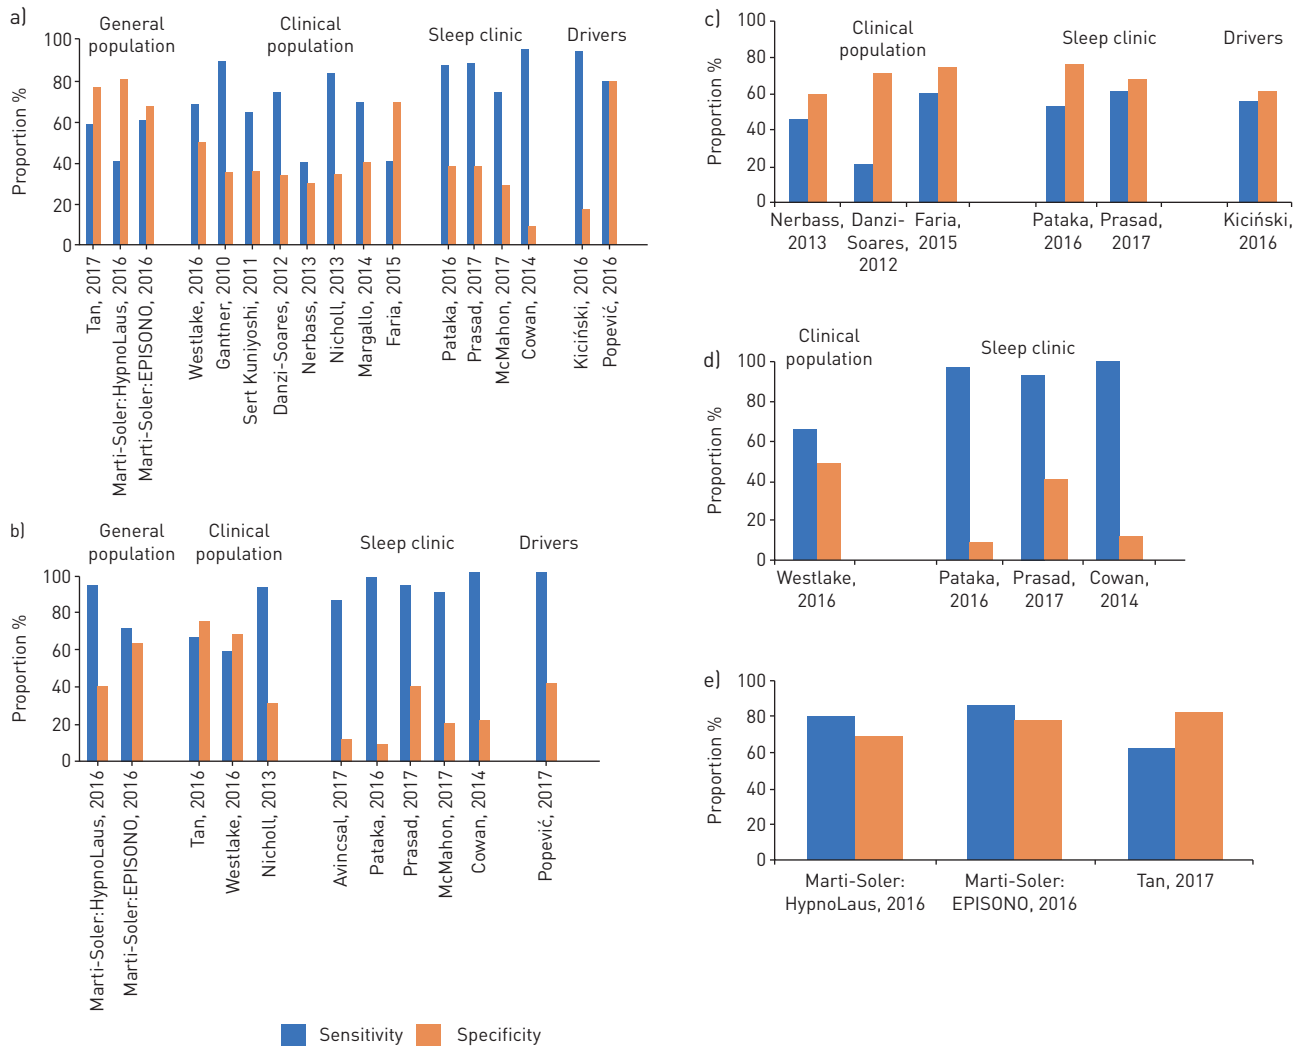 a)
General
population
Clinical
population
Sleep clinic
Drivers
Proportion %
100
80
60
40
20
0
Tan, 2017
Marti-Soler:HypnoLaus, 2016
Marti-Soler:EPISONO, 2016
Westlake, 2016
Gantner, 2010
Sert Kuniyoshi, 2011
Danzi-Soares, 2012
Nerbass, 2013
Nicholl, 2013
Margallo, 2014
Faria, 2015
Pataka, 2016
Prasad, 2017
McMahon, 2017
Cowan, 2014
Kiciński, 2016
Popević, 2016
b)
General
population
Clinical
population
Sleep clinic
Drivers
Proportion %
100
80
60
40
20
0
Marti-Soler:HypnoLaus, 2016
Marti-Soler:EPISONO, 2016
Tan, 2016
Westlake, 2016
Nicholl, 2013
Avincsal, 2017
Pataka, 2016
Prasad, 2017
McMahon, 2017
Cowan, 2014
Popević, 2017
c)
Clinical
population
Sleep clinic
Drivers
Proportion %
100
80
60
40
20
0
Nerbass,
2013
Danzi-
Soares,
2012
Faria,
2015
Pataka,
2016
Prasad,
2017
Kiciński,
2016
d)
Clinical
population
Sleep clinic
Proportion %
100
80
60
40
20
0
Westlake,
2016
Pataka,
2016
Prasad,
2017
Cowan,
2014
e)
Proportion %
100
80
60
40
20
0
Marti-Soler:
HypnoLaus, 2016
Marti-Soler:
EPISONO, 2016
Tan, 2017
Sensitivity
Specificity